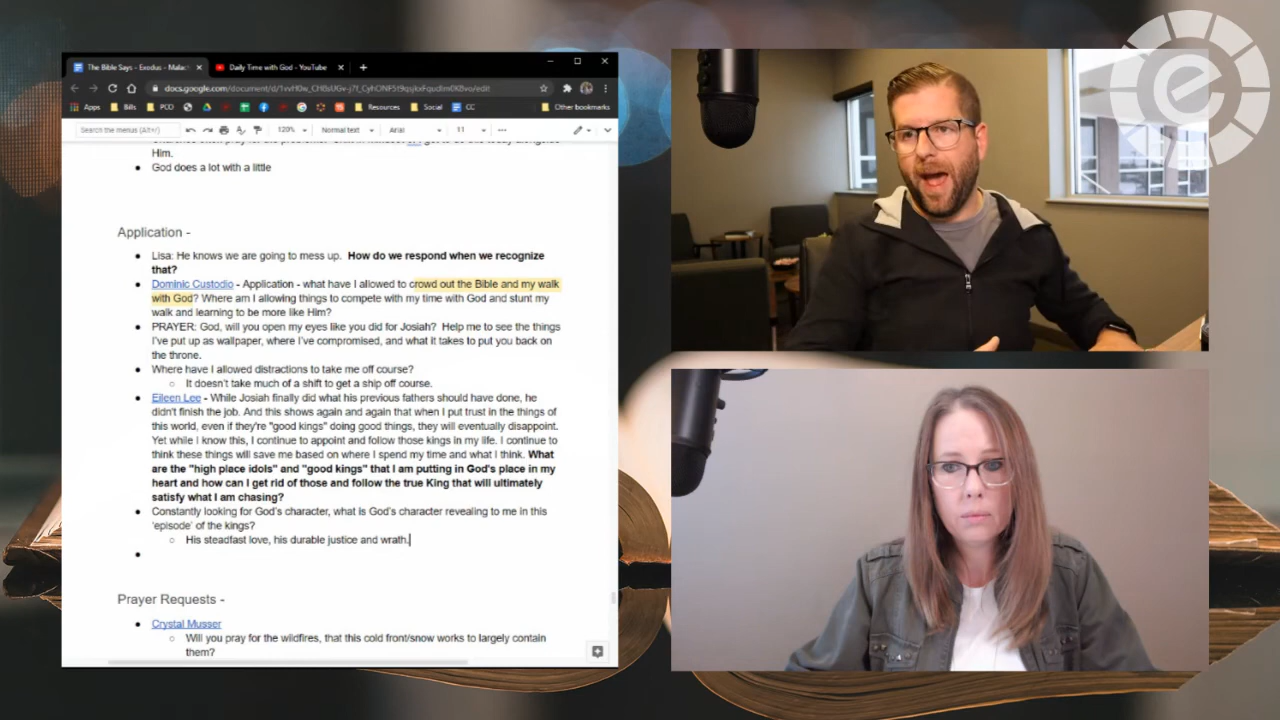 The Bible Says - Exodus - Malac
Daily Time with God - YouTube
Apps
Bills
PCO
Resources
Social
CC
Other bookmarks
Search the menus (Alt+/)
120%
Normal text
Arial
11
Him.
God does a lot with a little
Application -
Lisa: He knows we are going to mess up. How do we respond when we recognize
that?
Dominic Custodio - Application - what have I allowed to crowd out the Bible and my walk
with God? Where am I allowing things to compete with my time with God and stunt my
walk and learning to be more like Him?
PRAYER: God, will you open my eyes like you did for Josiah? Help me to see the things
I've put up as wallpaper, where I've compromised, and what it takes to put you back on
the throne.
Where have I allowed distractions to take me off course?
It doesn't take much of a shift to get a ship off course.
Eileen Lee - While Josiah finally did what his previous fathers should have done, he
didn't finish the job. And this shows again and again that when I put trust in the things of
this world, even if they're "good kings" doing good things, they will eventually disappoint.
Yet while I know this, I continue to appoint and follow those kings in my life. I continue to
think these things will save me based on where I spend my time and what I think. What
are the "high place idols" and "good kings" that I am putting in God's place in my
heart and how can I get rid of those and follow the true King that will ultimately
satisfy what I am chasing?
Constantly looking for God's character, what is God's character revealing to me in this
'episode' of the kings?
His steadfast love, his durable justice and wrath.
Prayer Requests -
Crystal Musser
Will you pray for the wildfires, that this cold front/snow works to largely contain
them?
e